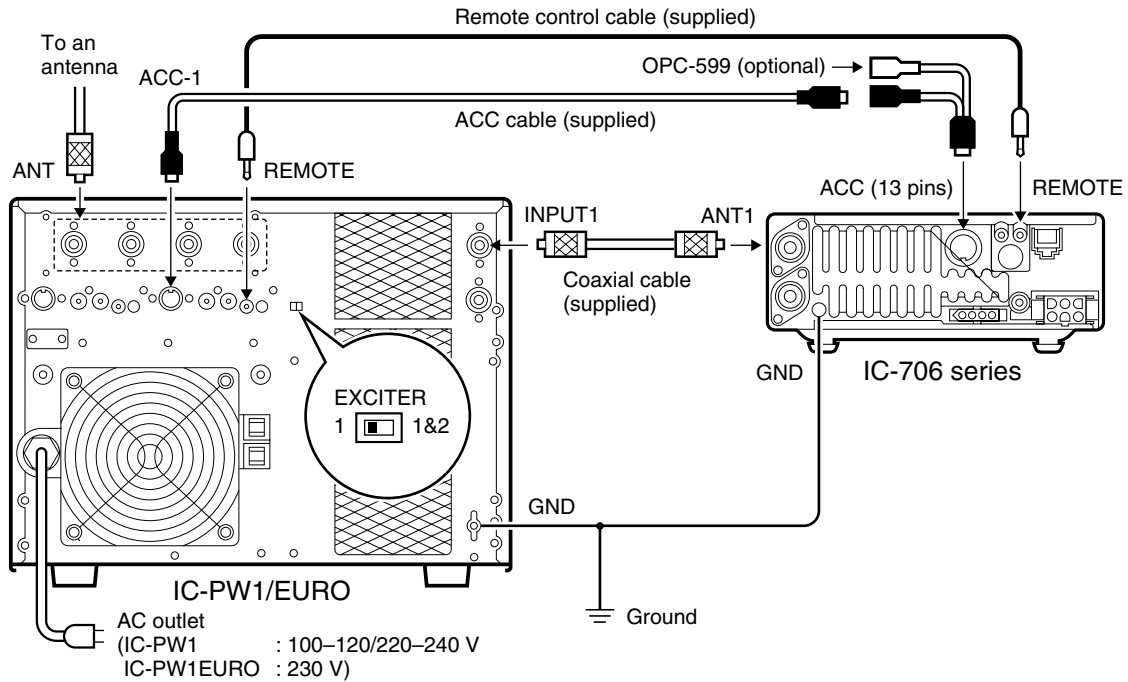 Remote control cable (supplied)
To an
antenna
ACC-1
OPC-599 (optional)
ACC cable (supplied)
ANT
REMOTE
ACC (13 pins)
REMOTE
INPUT1
ANT1
Coaxial cable
(supplied)
GND
IC-706 series
EXCITER
1 1&2
GND
IC-PW1/EURO
Ground
AC outlet
(IC-PW1 : 100–120/220–240 V
IC-PW1EURO : 230 V)